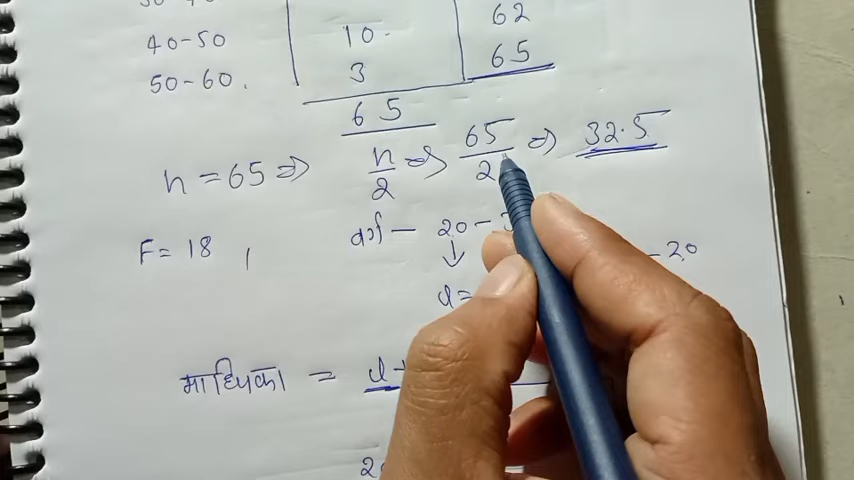 62
40-50 10 65
50-60 3
65
n = 65 ⇒ n/2 ⇒ 65/2 ⇒ 32.5
F = 18 , वर्ग — 20 - – 20
↓
l =
माध्यिका = l +